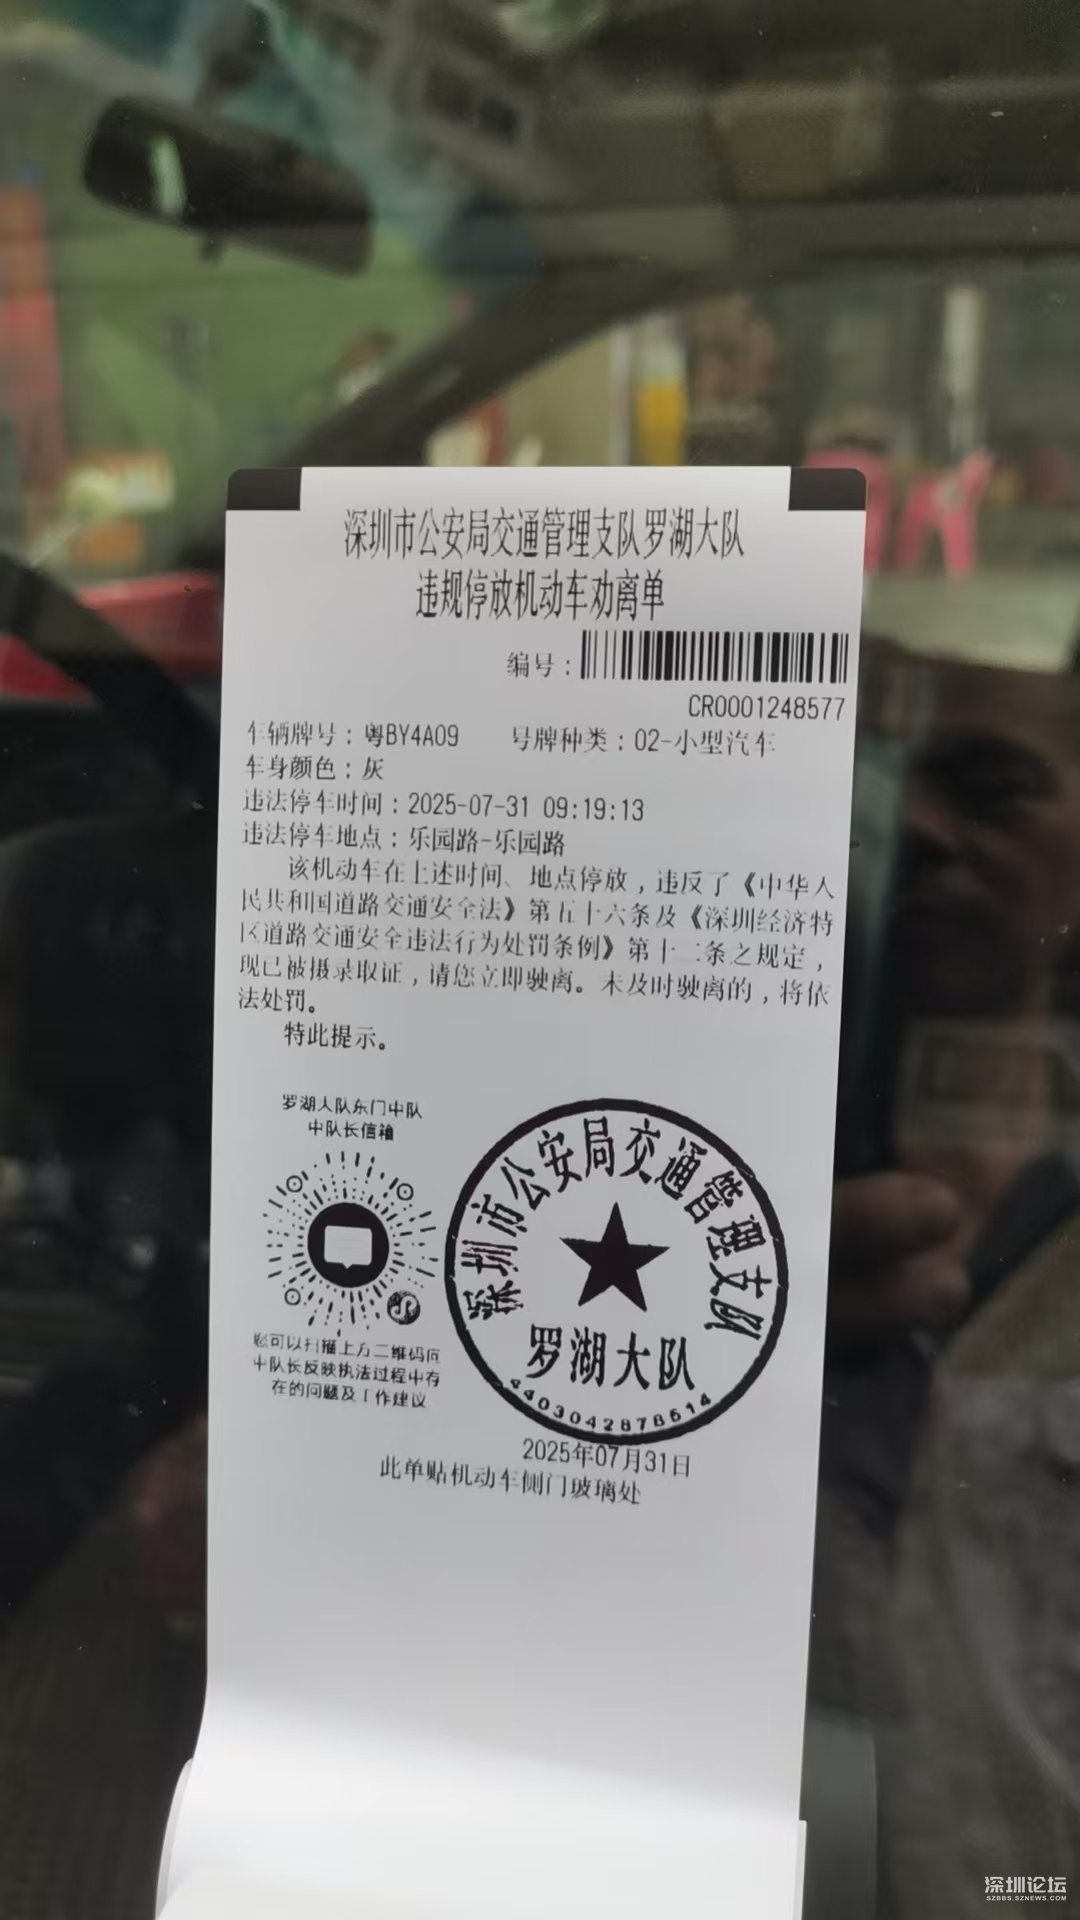 深圳市公安局交通管理支队罗湖大队
违规停放机动车劝离单
编号：
CR0001248577
车辆牌号：粤BY4A09 号牌种类：02-小型汽车
车身颜色：灰
违法停车时间：2025-07-31 09:19:13
违法停车地点：乐园路-乐园路
该机动车在上述时间、地点停放，违反了《中华人
民共和国道路交通安全法》第五十六条及《深圳经济特
区道路交通安全违法行为处罚条例》第十二条之规定，
现已被摄录取证，请您立即驶离。未及时驶离的，将依
法处罚。
特此提示。
罗湖大队东门中队
中队长信箱
您可以扫描上方二维码向
中队长反映执法过程中存
在的问题及工作建议
深圳市公安局交通管理支队
罗湖大队
4403042878514
2025年07月31日
此单贴机动车侧门玻璃处
深圳论坛
SZBBS.SZNEWS.COM